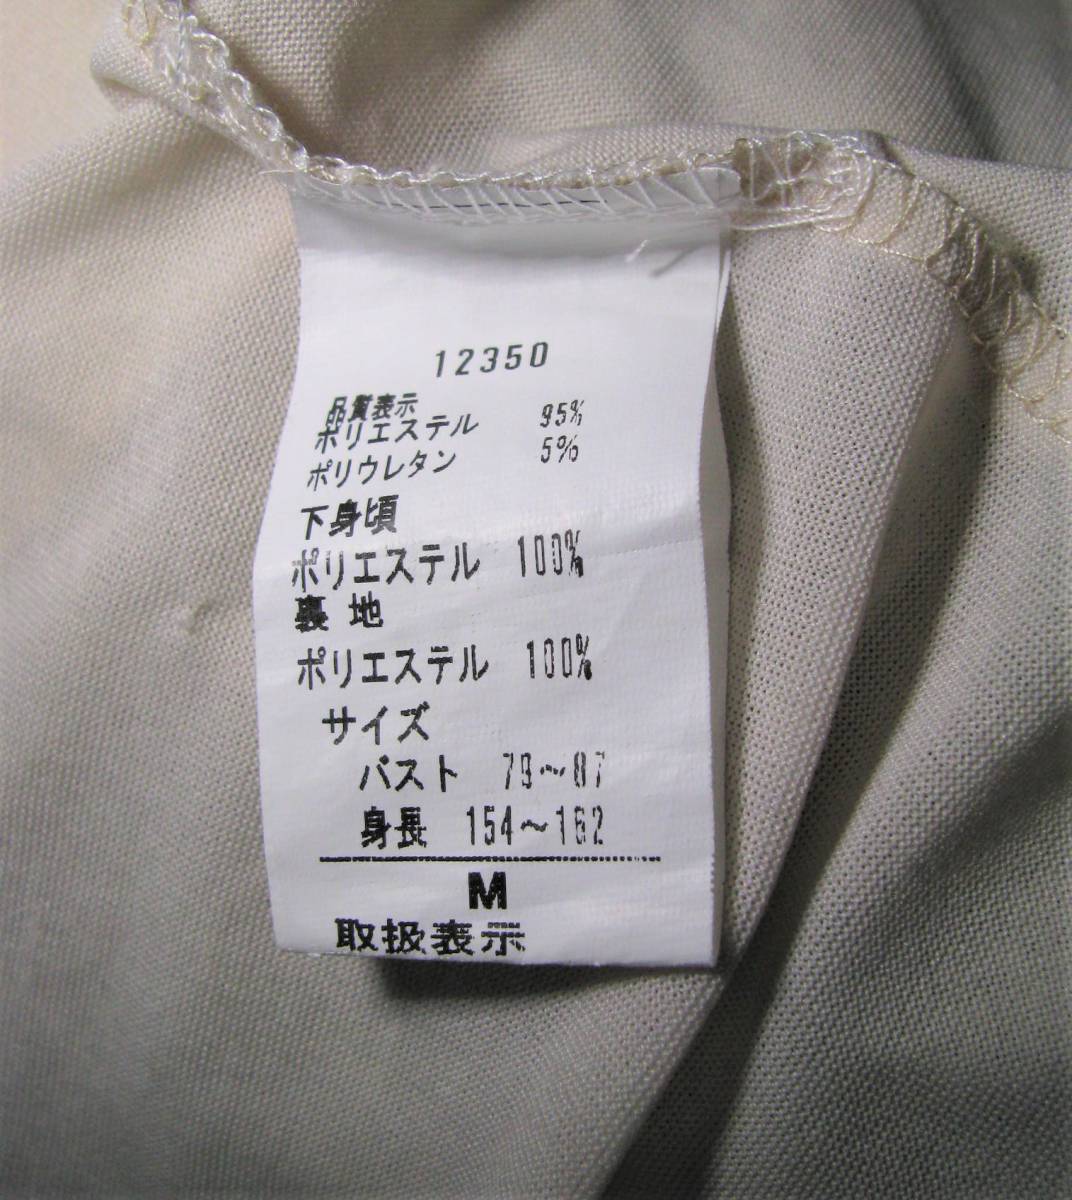 12350
品質表示
ポリエステル 95%
ポリウレタン 5%
下身頃
ポリエステル 100%
裏地
ポリエステル 100%
サイズ
バスト 79～87
身長 154～162
M
取扱表示